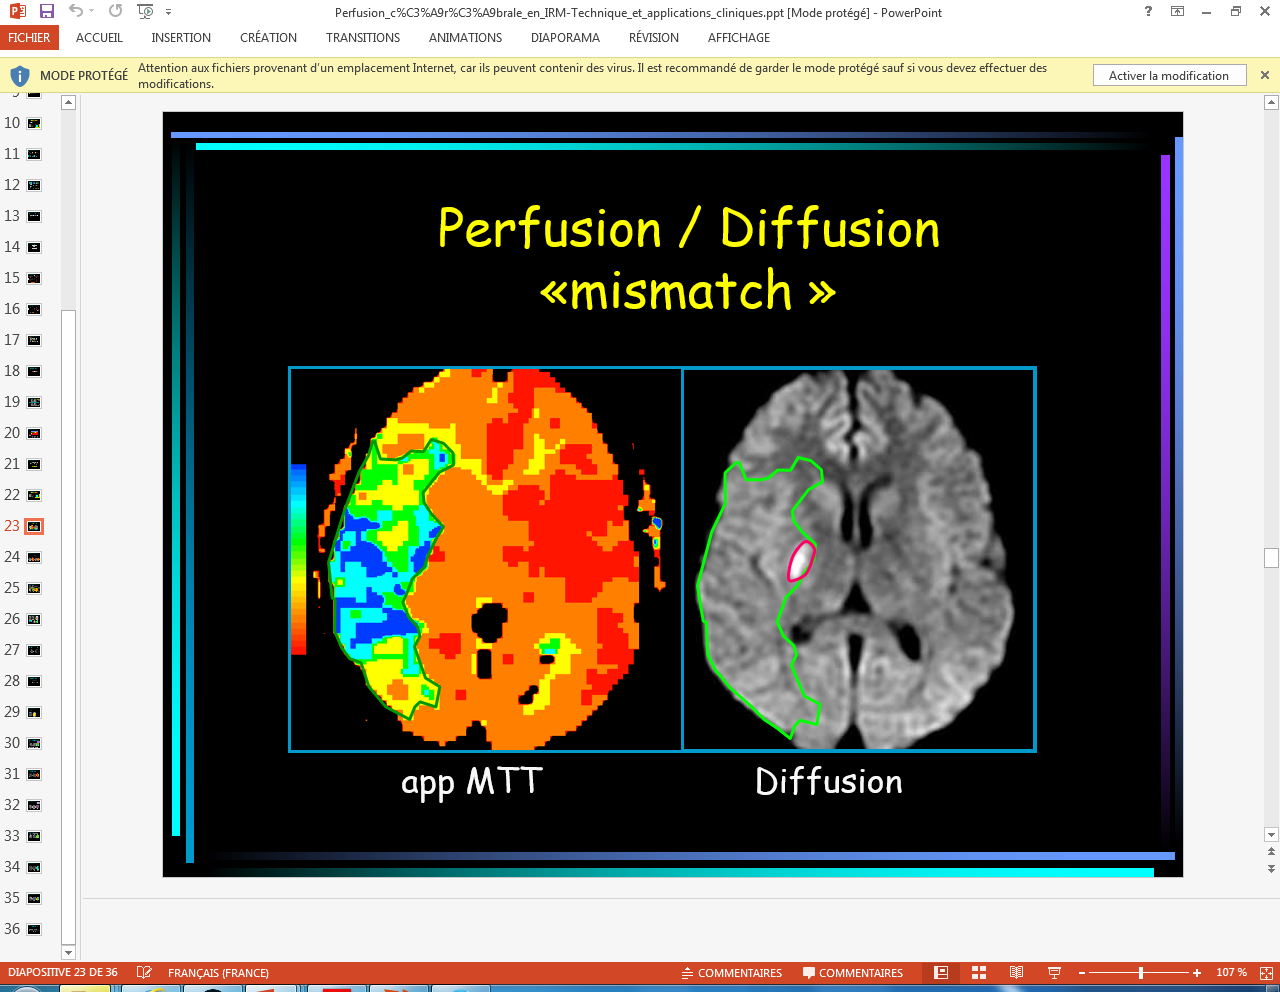 Perfusion_c%C3%A9r%C3%A9brale_en_IRM-Technique_et_applications_cliniques.ppt [Mode protégé] - PowerPoint
FICHIER ACCUEIL INSERTION CRÉATION TRANSITIONS ANIMATIONS DIAPORAMA RÉVISION AFFICHAGE
MODE PROTÉGÉ
Attention aux fichiers provenant d'un emplacement Internet, car ils peuvent contenir des virus. Il est recommandé de garder le mode protégé sauf si vous devez effectuer des
modifications.
Activer la modification
10
11
12
13
14
15
16
17
18
19
20
21
22
23
24
25
26
27
28
29
30
31
32
33
34
35
36
Perfusion / Diffusion
«mismatch »
app MTT
Diffusion
DIAPOSITIVE 23 DE 36 FRANÇAIS (FRANCE) COMMENTAIRES COMMENTAIRES 107 %